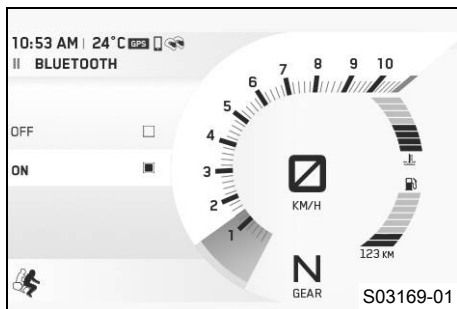 10:53 AM | 24°C GPS
BLUETOOTH
OFF
ON
1
2
3
4
5
6
7
8
9
10
0
KM/H
N
GEAR
123 KM
S03169-01